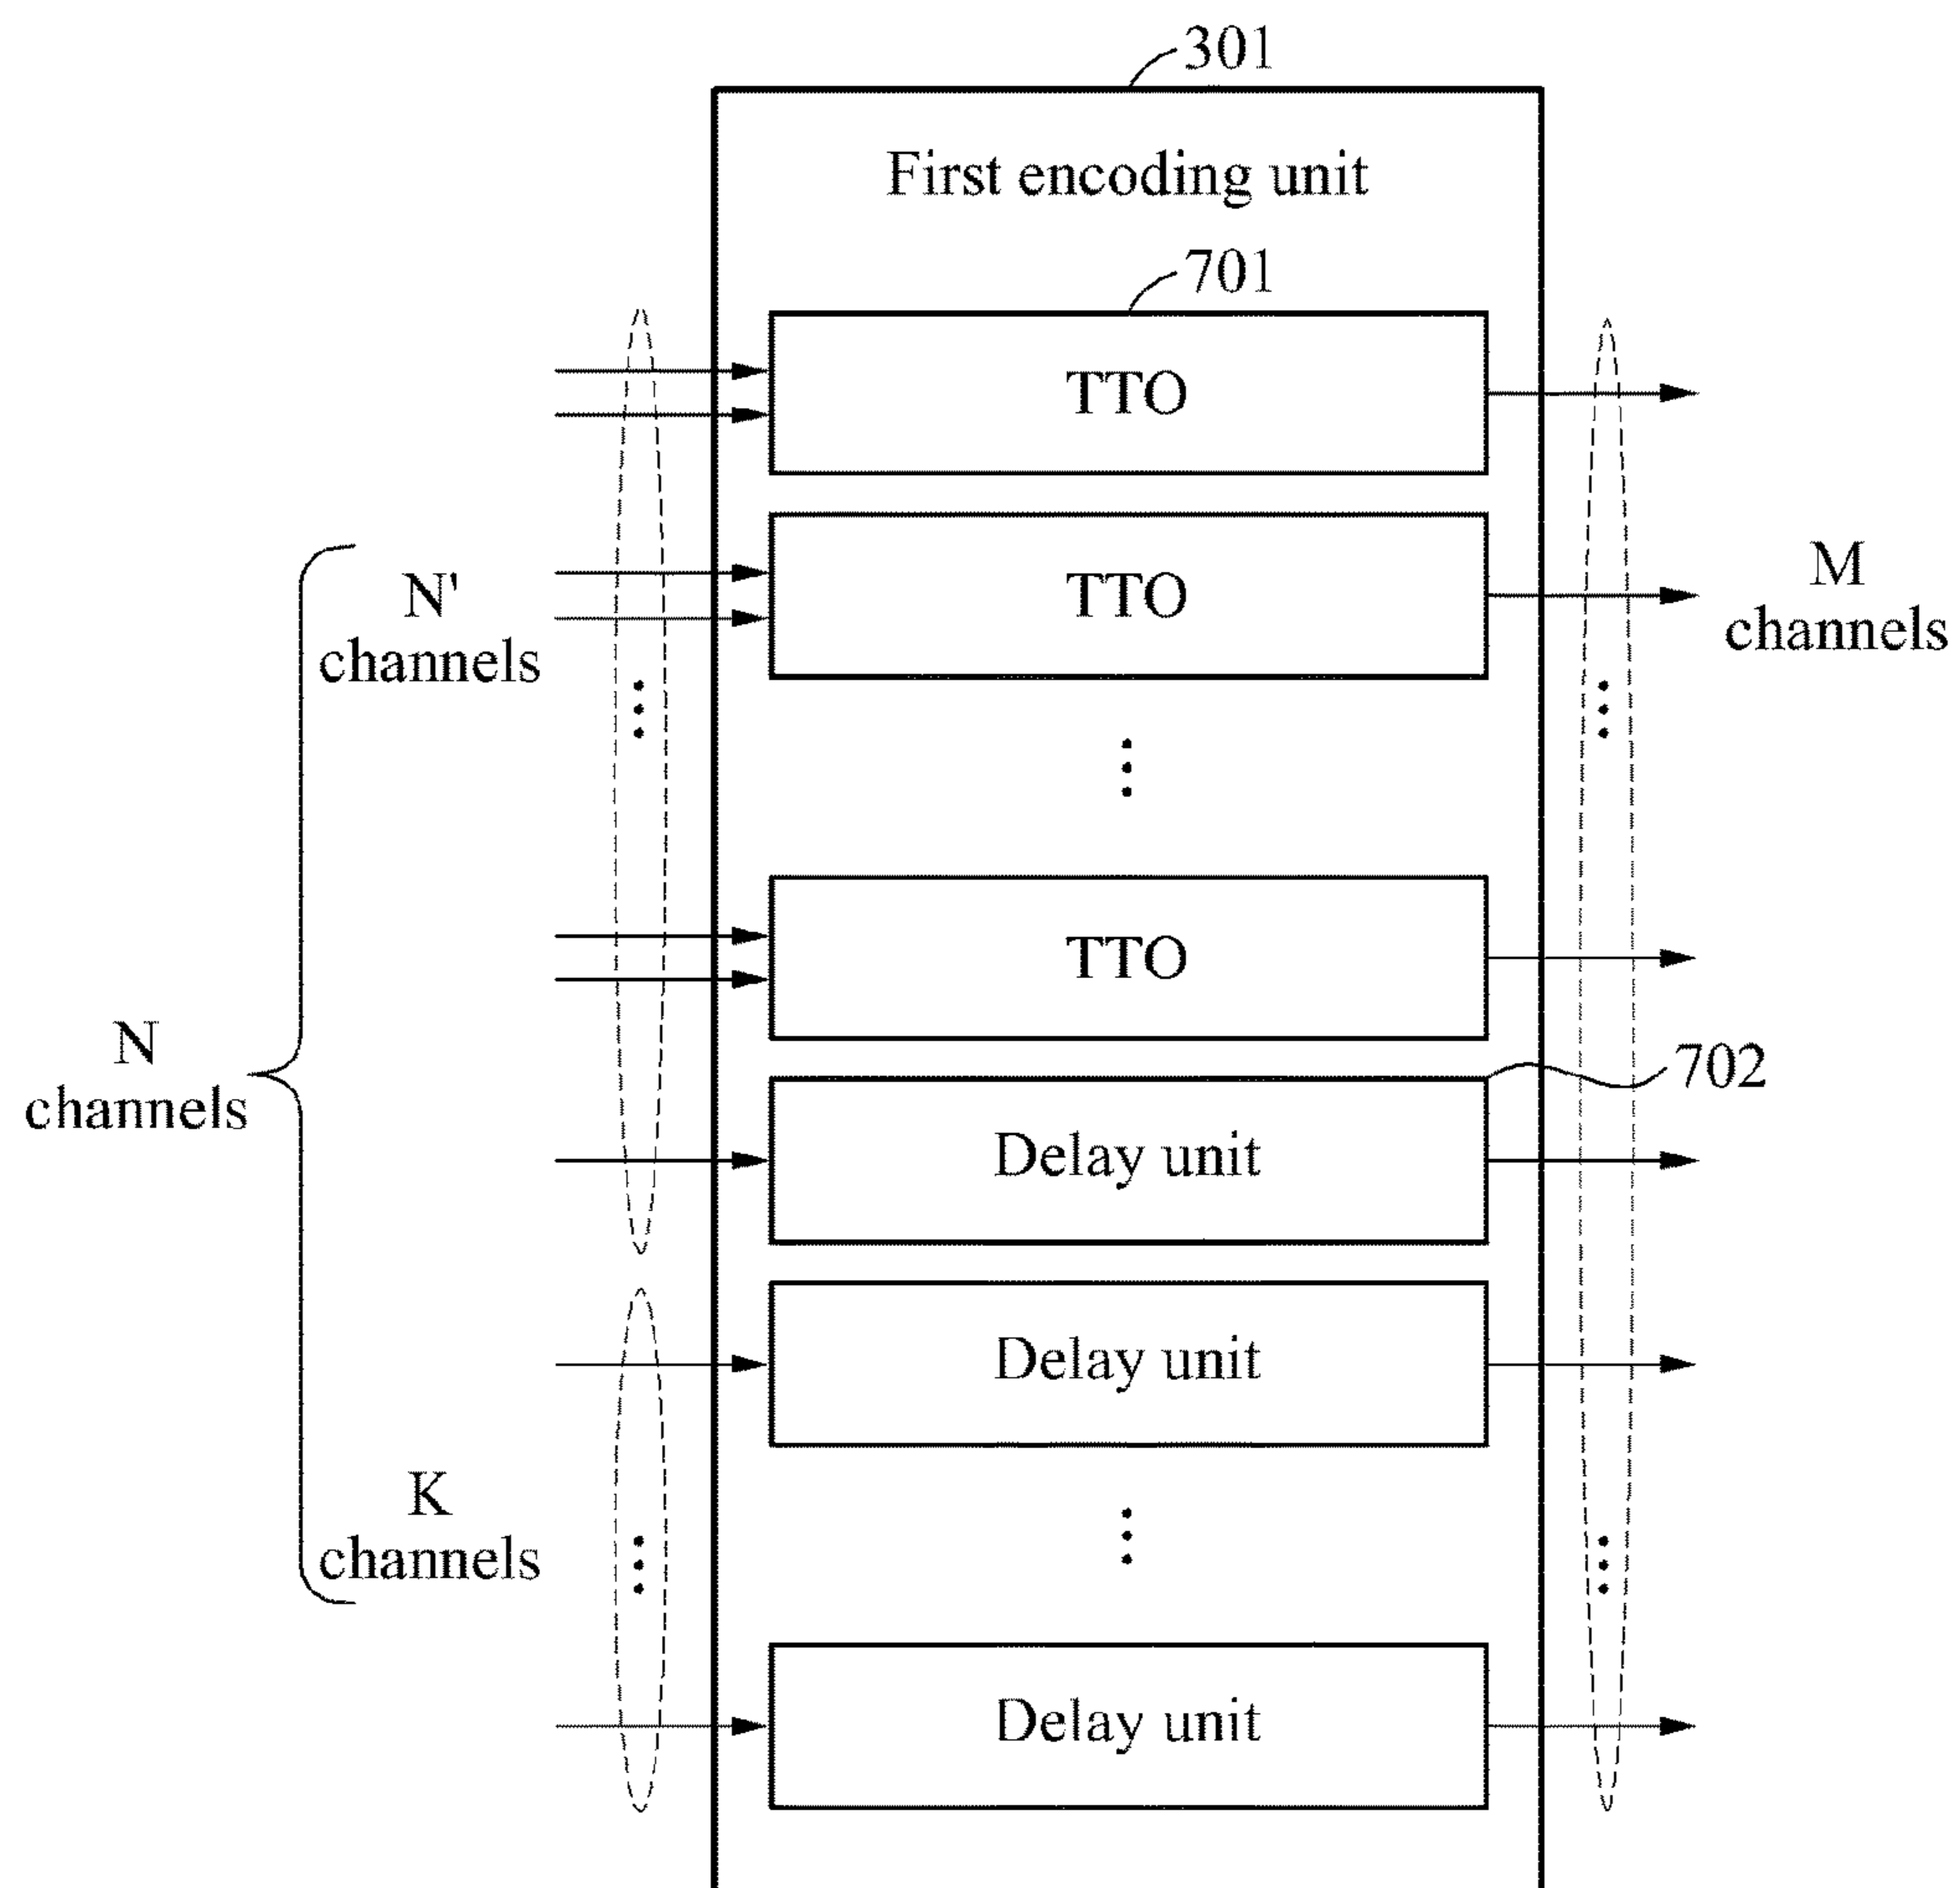 301
First encoding unit
701
TTO
N'
channels
TTO
M
channels
TTO
N
channels
702
Delay unit
Delay unit
K
channels
Delay unit